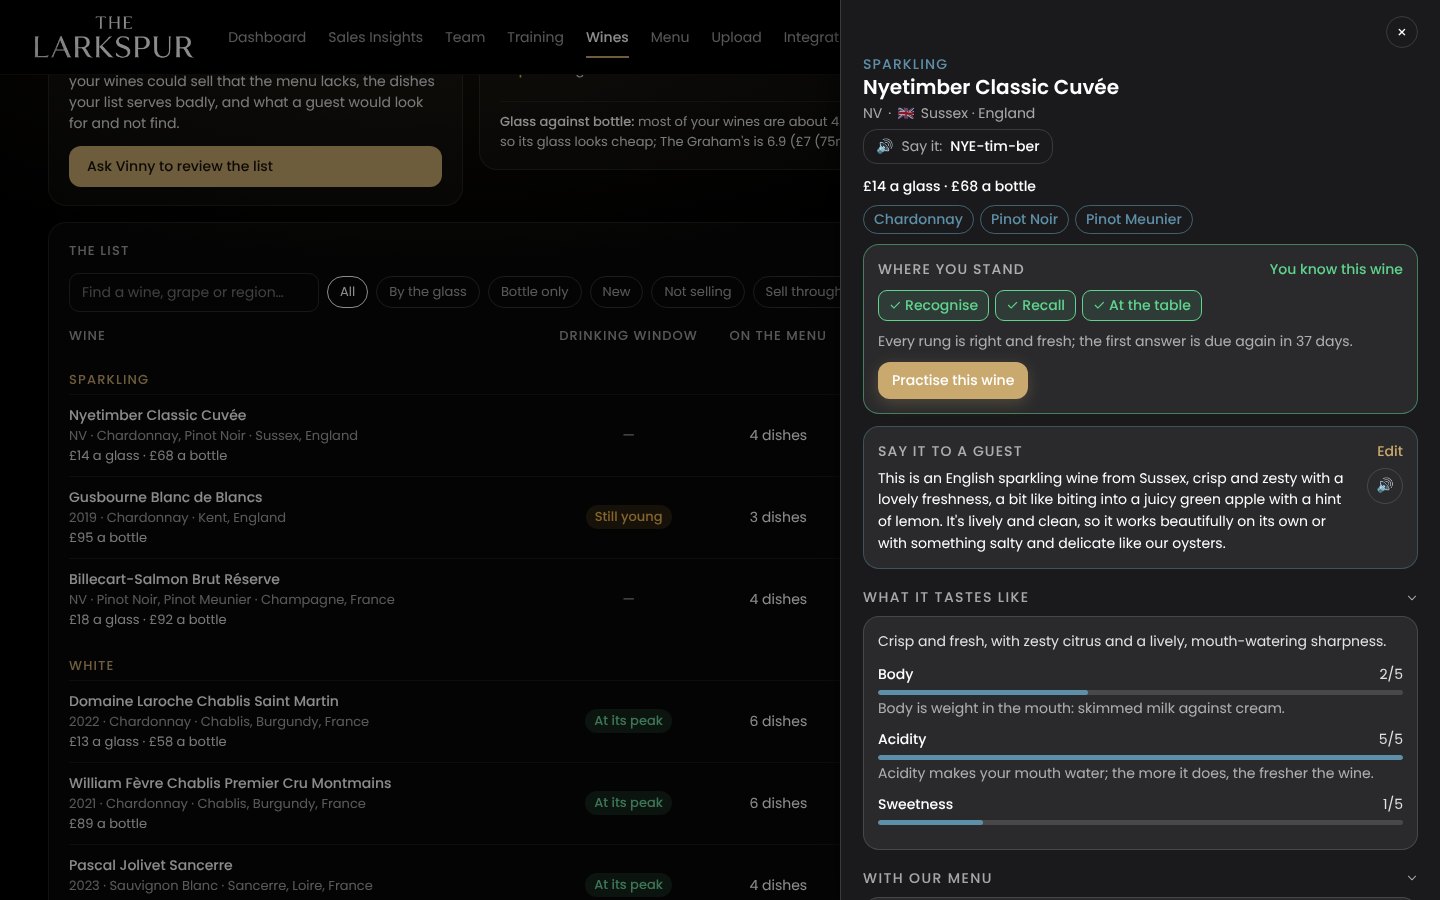 THE
LARKSPUR
Dashboard Sales Insights Team Training Wines Menu Upload Integrat
your wines could sell that the menu lacks, the dishes
your list serves badly, and what a guest would look
for and not find.
Ask Vinny to review the list
Glass against bottle: most of your wines are about 4
so its glass looks cheap; The Graham's is 6.9 (£7 (75m
THE LIST
Find a wine, grape or region...
All By the glass Bottle only New Not selling Sell through
WINE DRINKING WINDOW ON THE MENU
SPARKLING
Nyetimber Classic Cuvée
NV · Chardonnay, Pinot Noir · Sussex, England
£14 a glass · £68 a bottle
— 4 dishes
Gusbourne Blanc de Blancs
2019 · Chardonnay · Kent, England
£95 a bottle
Still young 3 dishes
Billecart-Salmon Brut Réserve
NV · Pinot Noir, Pinot Meunier · Champagne, France
£18 a glass · £92 a bottle
— 4 dishes
WHITE
Domaine Laroche Chablis Saint Martin
2022 · Chardonnay · Chablis, Burgundy, France
£13 a glass · £58 a bottle
At its peak 6 dishes
William Fèvre Chablis Premier Cru Montmains
2021 · Chardonnay · Chablis, Burgundy, France
£89 a bottle
At its peak 6 dishes
Pascal Jolivet Sancerre
2023 · Sauvignon Blanc · Sancerre, Loire, France
At its peak 4 dishes
SPARKLING
Nyetimber Classic Cuvée
NV · Sussex · England
Say it: NYE-tim-ber
£14 a glass · £68 a bottle
Chardonnay Pinot Noir Pinot Meunier
WHERE YOU STAND You know this wine
✓ Recognise ✓ Recall ✓ At the table
Every rung is right and fresh; the first answer is due again in 37 days.
Practise this wine
SAY IT TO A GUEST Edit
This is an English sparkling wine from Sussex, crisp and zesty with a
lovely freshness, a bit like biting into a juicy green apple with a hint
of lemon. It's lively and clean, so it works beautifully on its own or
with something salty and delicate like our oysters.
WHAT IT TASTES LIKE
Crisp and fresh, with zesty citrus and a lively, mouth-watering sharpness.
Body 2/5
Body is weight in the mouth: skimmed milk against cream.
Acidity 5/5
Acidity makes your mouth water; the more it does, the fresher the wine.
Sweetness 1/5
WITH OUR MENU